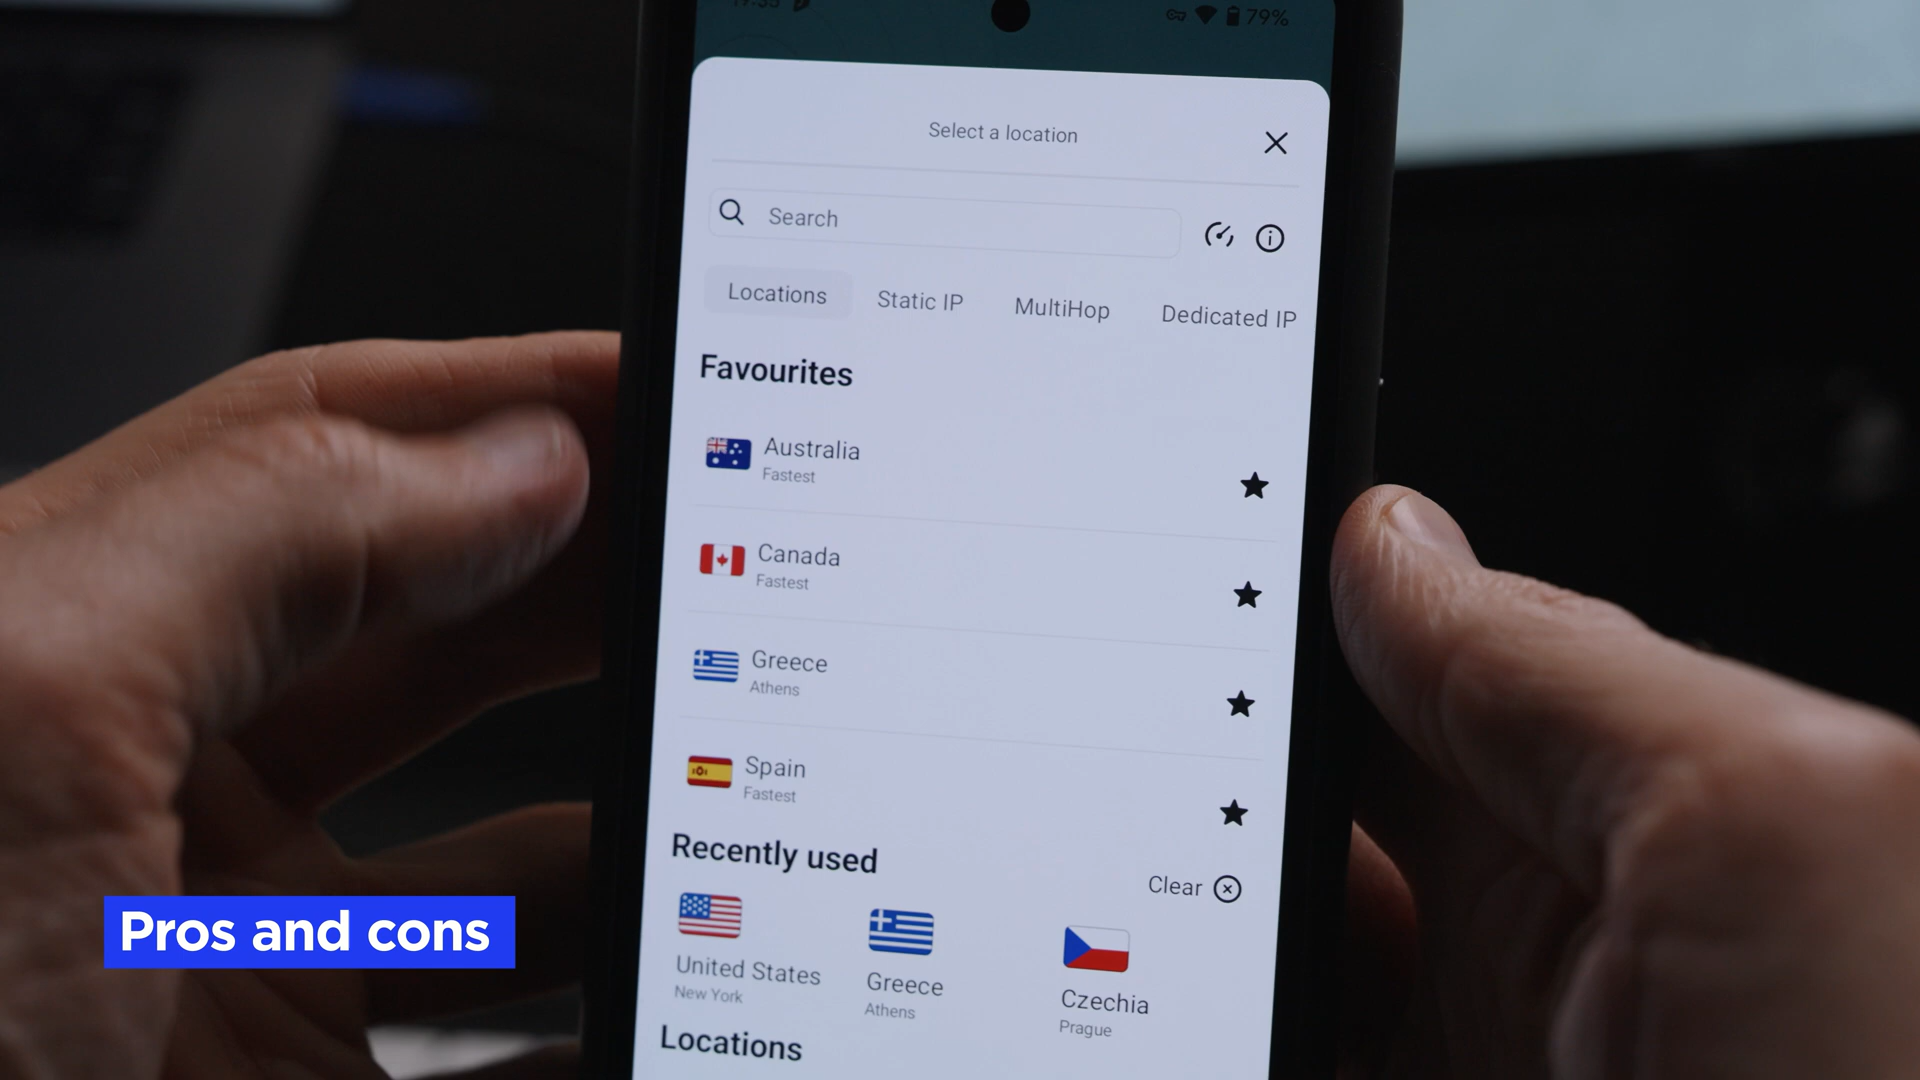 79%
Select a location
Search
Locations
Static IP
MultiHop
Dedicated IP
Favourites
Australia
Fastest
Canada
Fastest
Greece
Athens
Spain
Fastest
Recently used
Clear
United States
New York
Greece
Athens
Czechia
Prague
Locations
Pros and cons